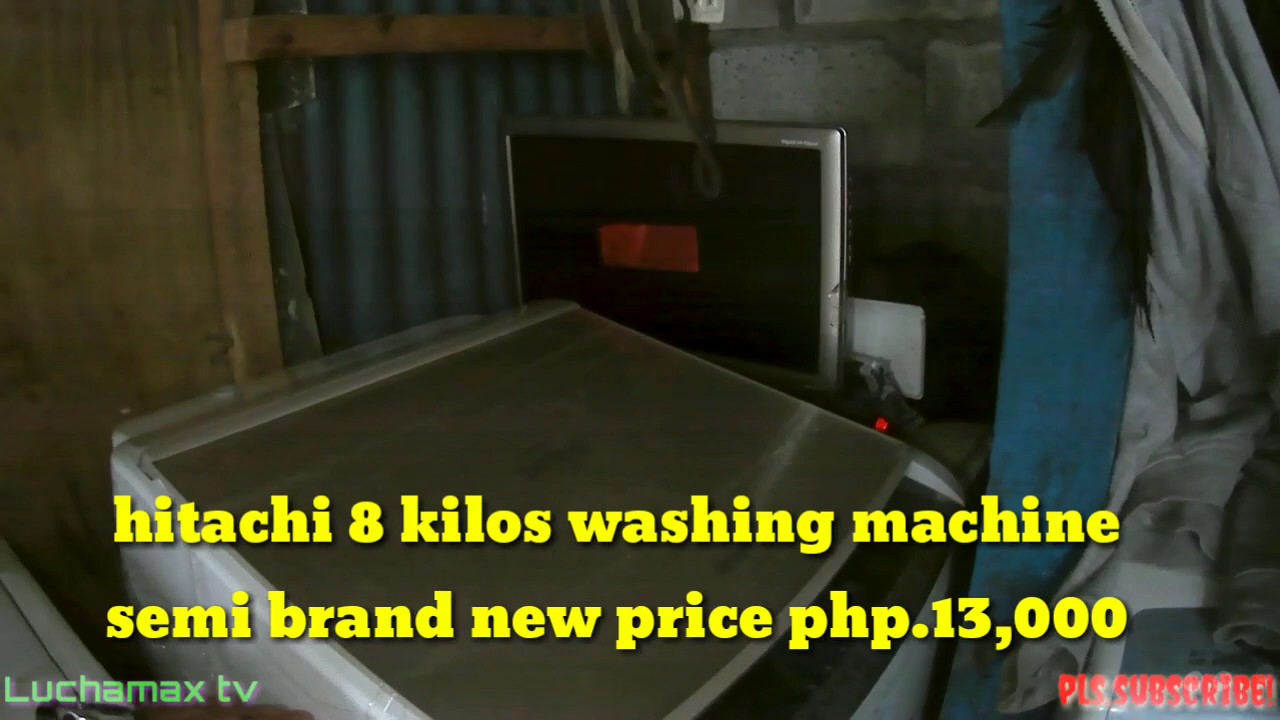 hitachi 8 kilos washing machine
semi brand new price php.13,000
Luchamax tv
PLS.SUBSCRIBE!